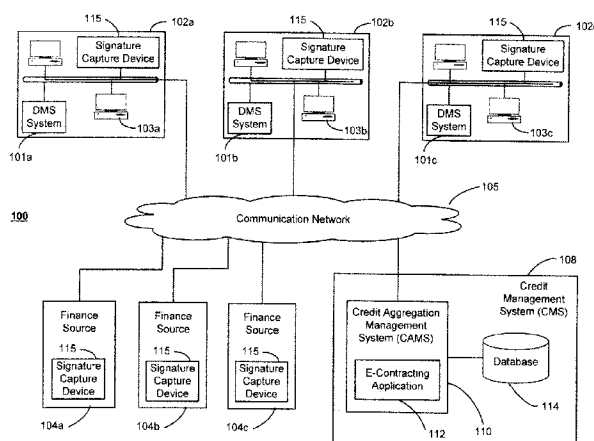 115 102a 115 102b 115 102c
Signature
Capture Device
Signature
Capture Device
Signature
Capture Device
DMS
System
DMS
System
DMS
System
103a 103b 103c
101a 101b 101c
105
100
Communication Network
108
Finance
Source
115
Signature
Capture
Device
104a
Finance
Source
115
Signature
Capture
Device
104b
Finance
Source
115
Signature
Capture
Device
104c
Credit
Management
System (CMS)
Credit Aggregation
Management
System (CAMS)
E-Contracting
Application
Database
112 110 114